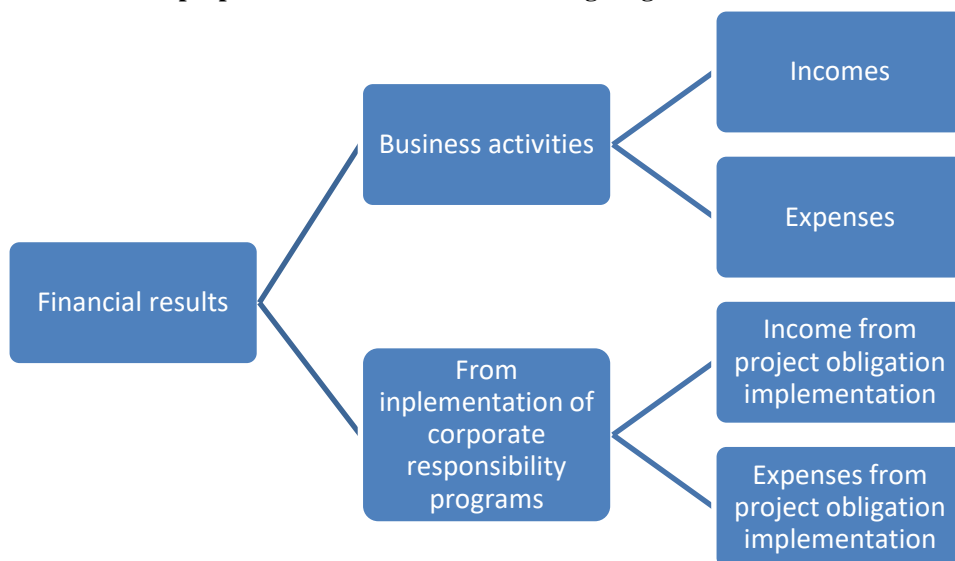 Incomes
Business activities
Expenses
Financial results
Income from
project obligation
implementation
From
inplementation of
corporate
responsibility
programs
Expenses from
project obligation
implementation